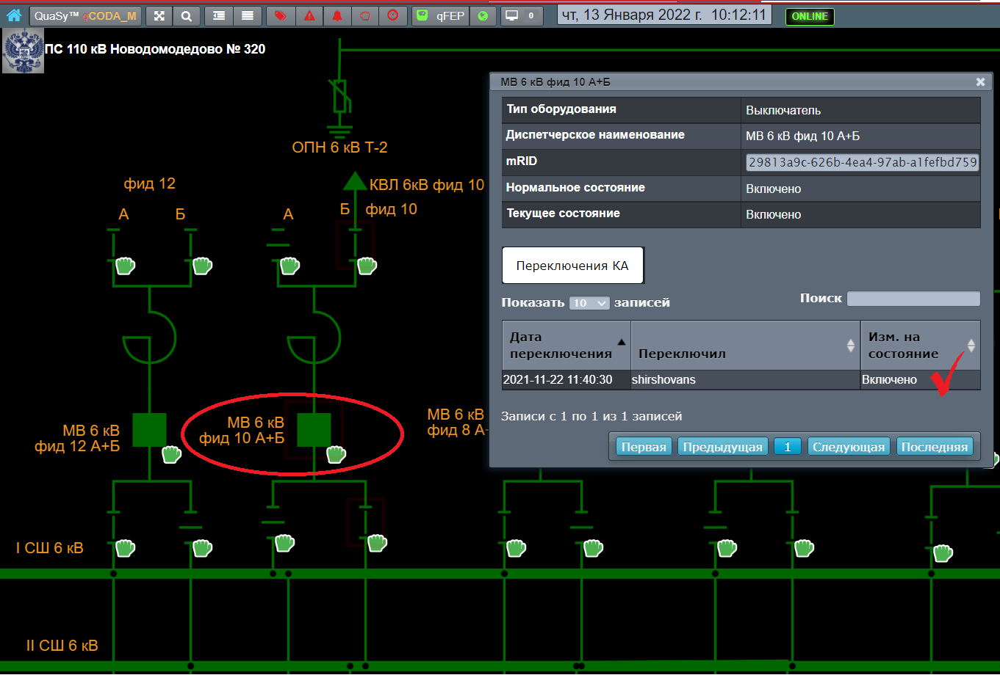 QuaSy™ qCODA_M
qFEP
0
чт, 13 Января 2022 г. 10:12:11
ONLINE
ПС 110 кВ Новодомодедово № 320
ОПН 6 кВ Т-2
фид 12
А
Б
КВЛ 6кВ фид 10
А
Б
фид 10
МВ 6 кВ
фид 12 А+Б
МВ 6 кВ
фид 10 А+Б
МВ 6 кВ
фид 8 А+
I СШ 6 кВ
II СШ 6 кВ
МВ 6 кВ фид 10 А+Б
Тип оборудования
Выключатель
Диспетчерское наименование
МВ 6 кВ фид 10 А+Б
mRID
29813a9c-626b-4ea4-97ab-a1fefbd759
Нормальное состояние
Включено
Текущее состояние
Включено
Переключения КА
Показать 10 записей
Поиск
Дата
переключения
Переключил
Изм. на
состояние
2021-11-22 11:40:30
shirshovans
Включено
Записи с 1 по 1 из 1 записей
Первая
Предыдущая
1
Следующая
Последняя